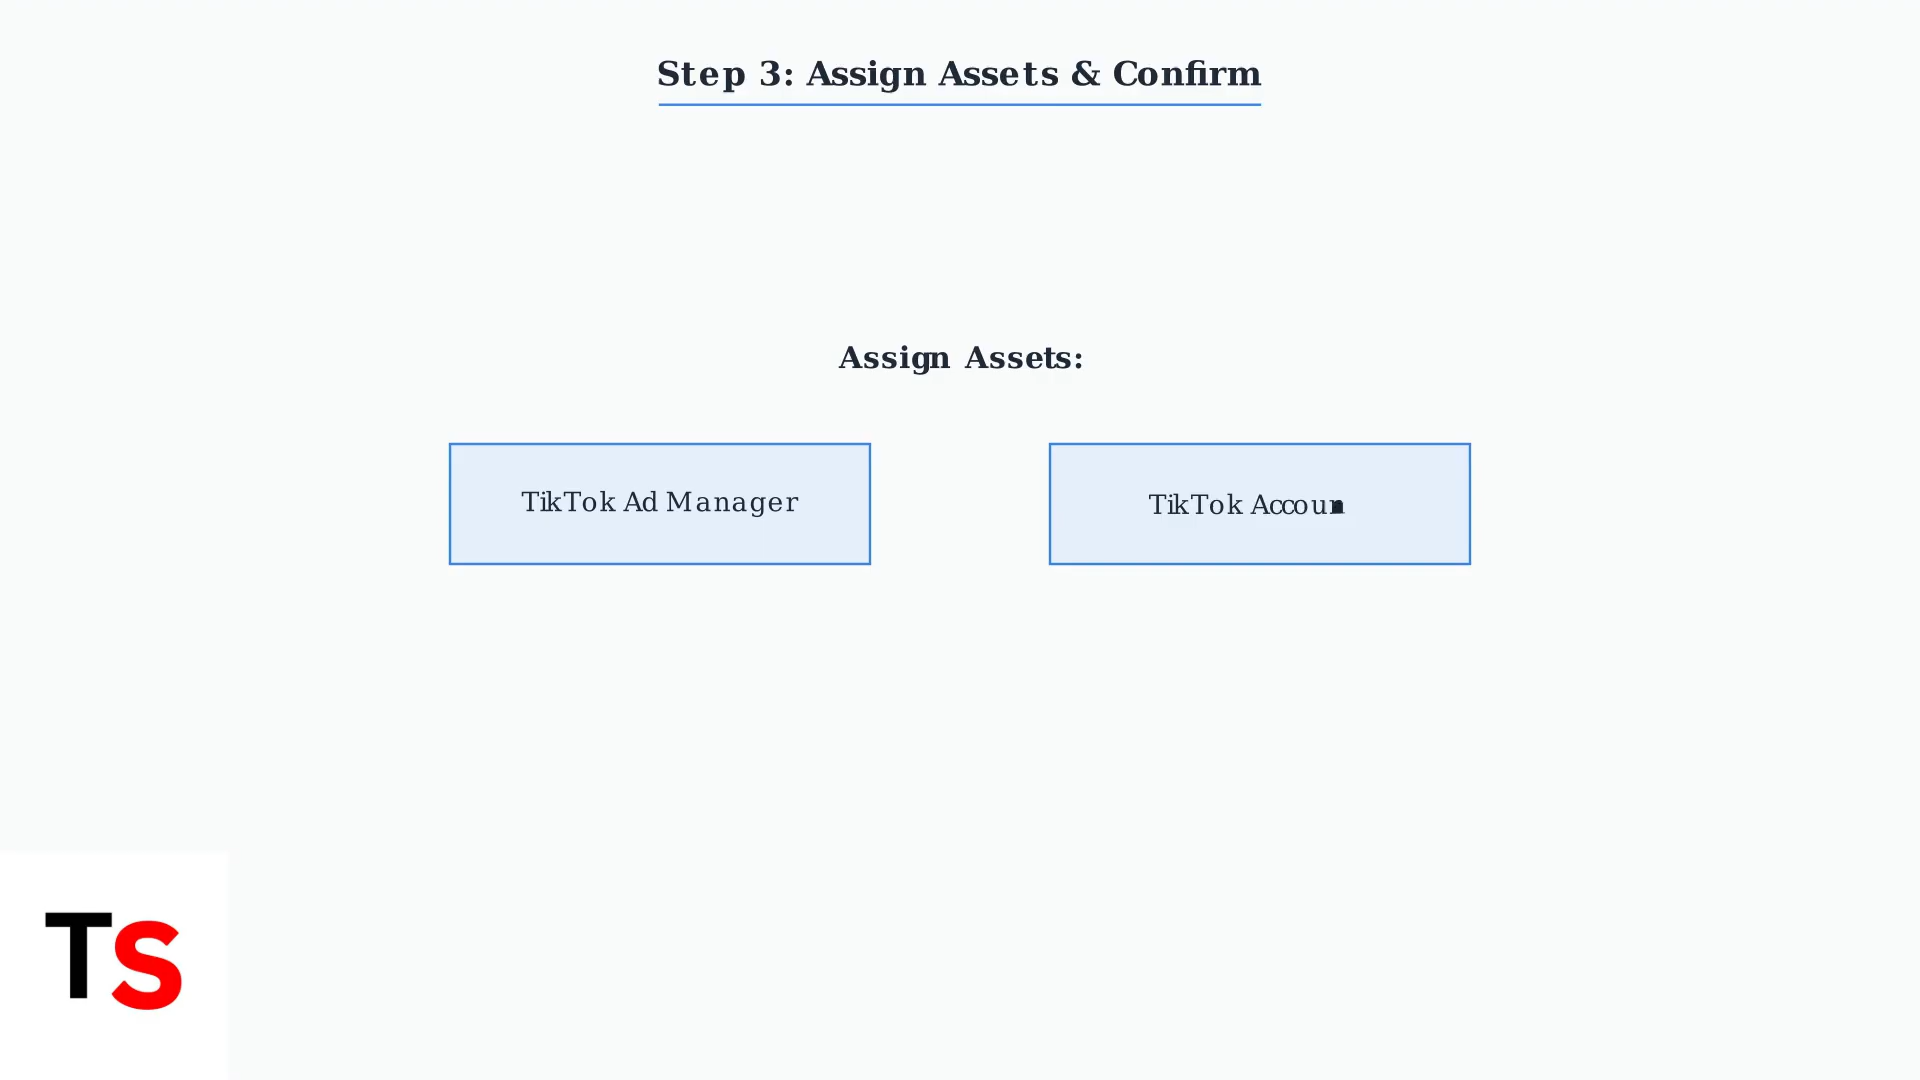 Step 3: Assign Assets & Confirm
Assign Assets:
TikTok Ad Manager
TikTok Accoun
TS